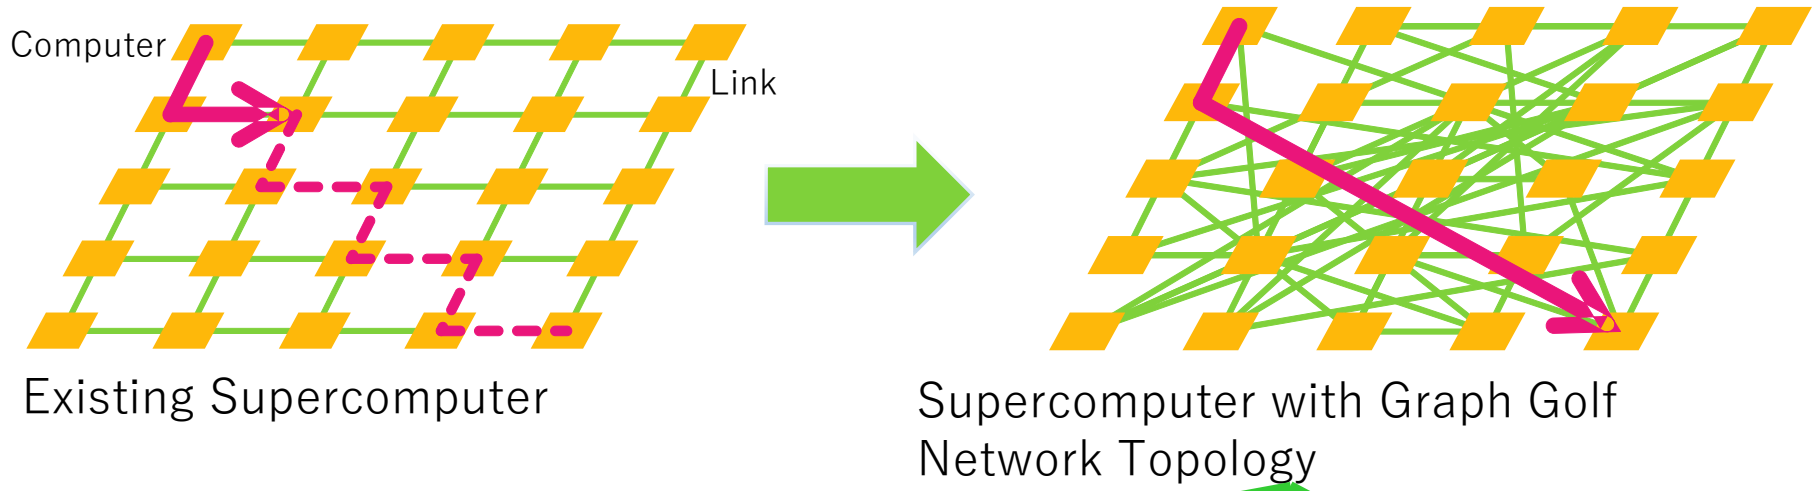 Computer
Link
Existing Supercomputer
Supercomputer with Graph Golf
Network Topology